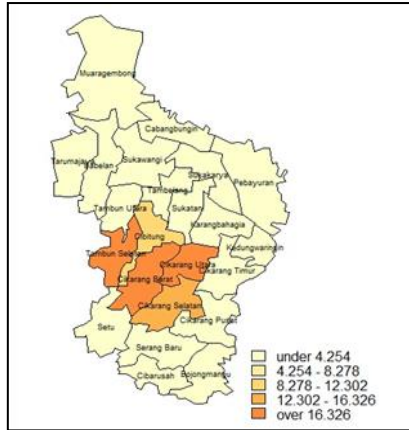 Muaragembong
Cabangbungin
Tarumajaya
Babelan
Sukawangi
Sukakarya
Pebayuran
Tambelang
Tambun Utara
Sukatani
Karangbahagia
Cibitung
Kedungwaringin
Tambun Selatan
Cikarang Utara
Cikarang Timur
Cikarang Barat
Cikarang Selatan
Cikarang Pusat
Setu
Serang Baru
Cibarusah
Bojongmangu
under 4.254
4.254 - 8.278
8.278 - 12.302
12.302 - 16.326
over 16.326